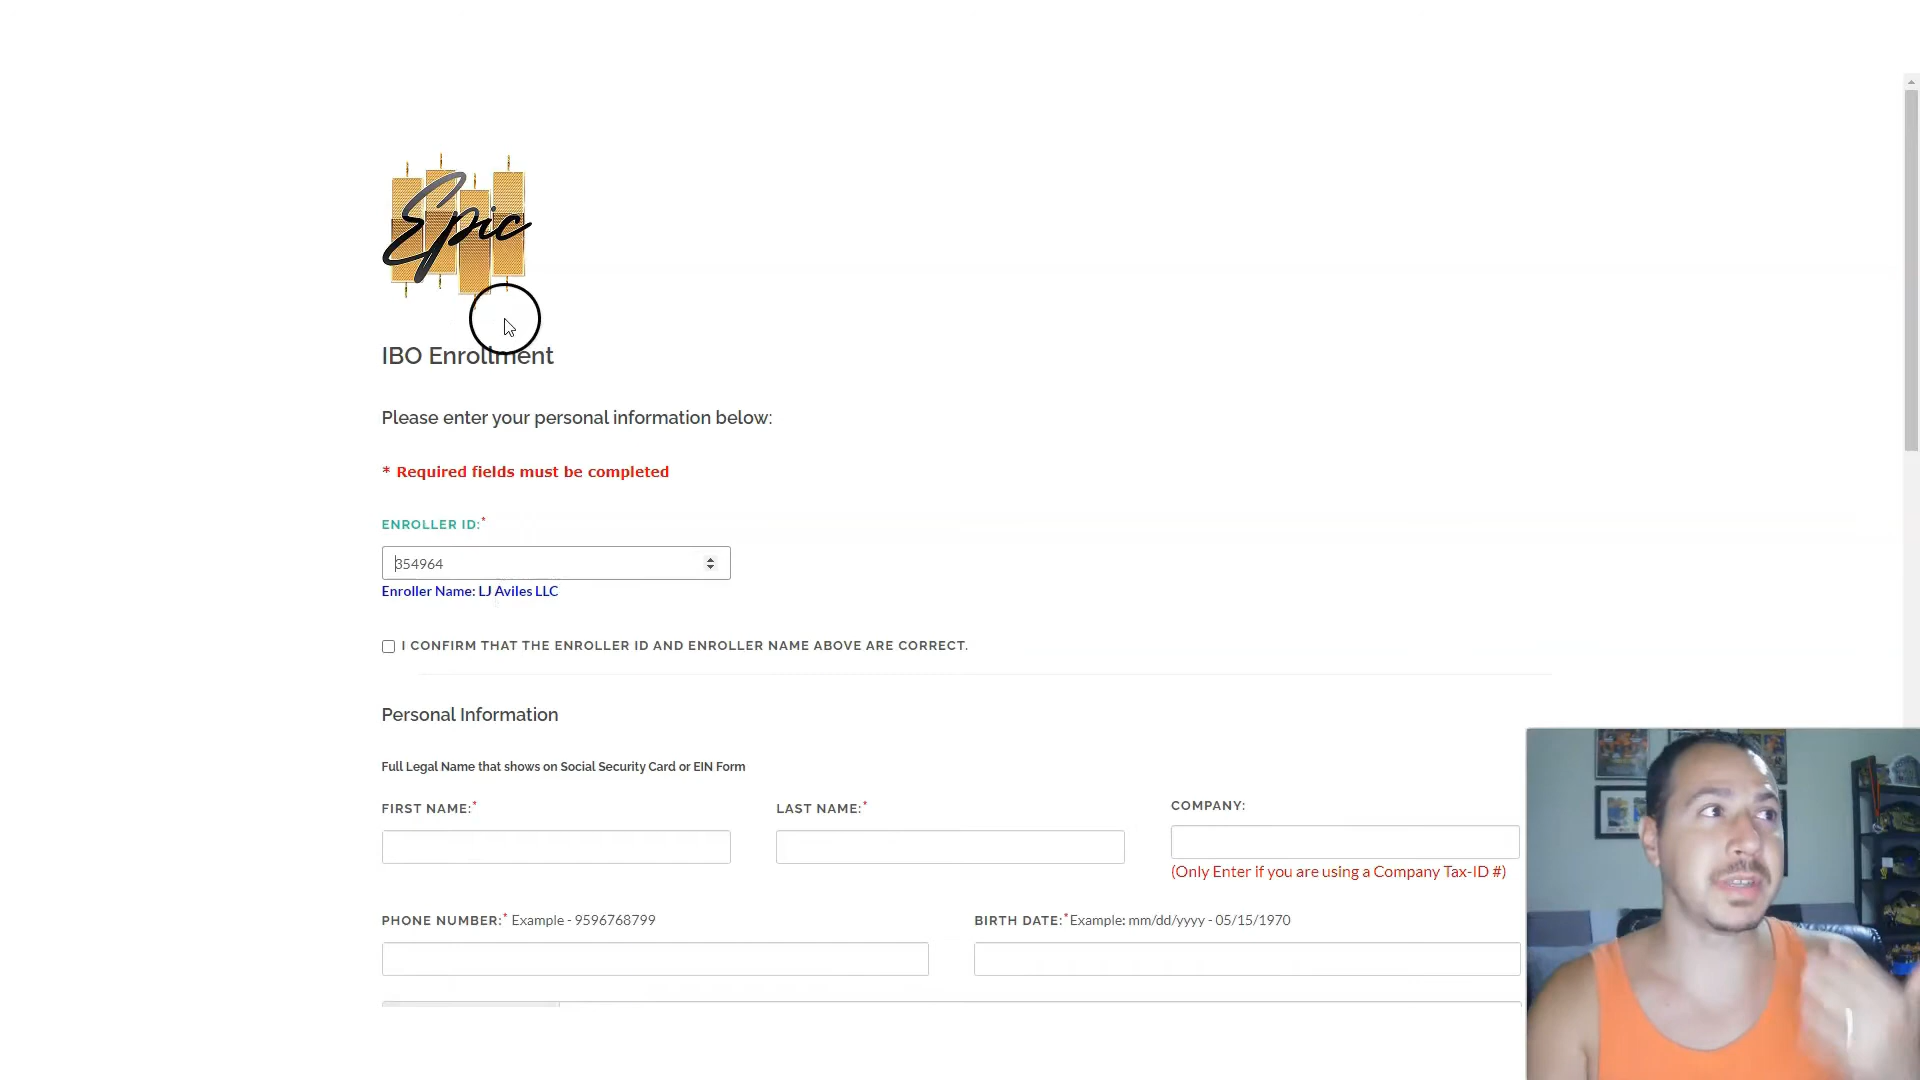 Epic
IBO Enrollment
Please enter your personal information below:
* Required fields must be completed
ENROLLER ID:*
354964
Enroller Name: LJ Aviles LLC
I CONFIRM THAT THE ENROLLER ID AND ENROLLER NAME ABOVE ARE CORRECT.
Personal Information
Full Legal Name that shows on Social Security Card or EIN Form
FIRST NAME:* LAST NAME:* COMPANY:
(Only Enter if you are using a Company Tax-ID #)
PHONE NUMBER:* Example - 9596768799 BIRTH DATE:*Example: mm/dd/yyyy - 05/15/1970